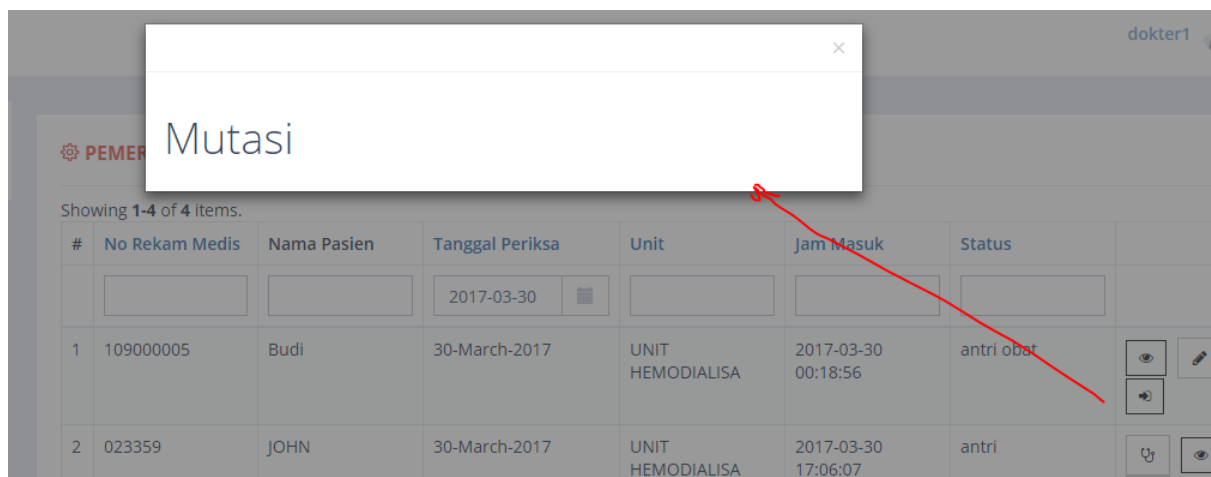 dokter1
×
Mutasi
PEMER
Showing 1-4 of 4 items.
# No Rekam Medis Nama Pasien Tanggal Periksa Unit Jam Masuk Status
2017-03-30
1 109000005 Budi 30-March-2017 UNIT HEMODIALISA 2017-03-30 00:18:56 antri obat
2 023359 JOHN 30-March-2017 UNIT HEMODIALISA 2017-03-30 17:06:07 antri